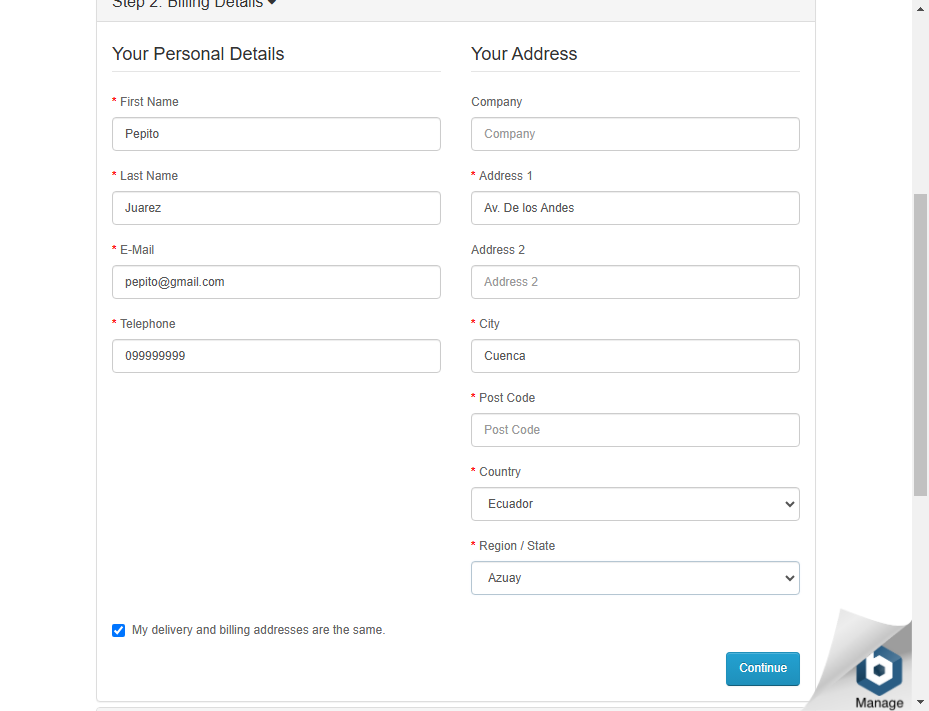 Step 2: Billing Details
Your Personal Details
* First Name
Pepito
* Last Name
Juarez
* E-Mail
pepito@gmail.com
* Telephone
099999999
Your Address
Company
Company
* Address 1
Av. De los Andes
Address 2
Address 2
* City
Cuenca
* Post Code
Post Code
* Country
Ecuador
* Region / State
Azuay
My delivery and billing addresses are the same.
Continue
Manage